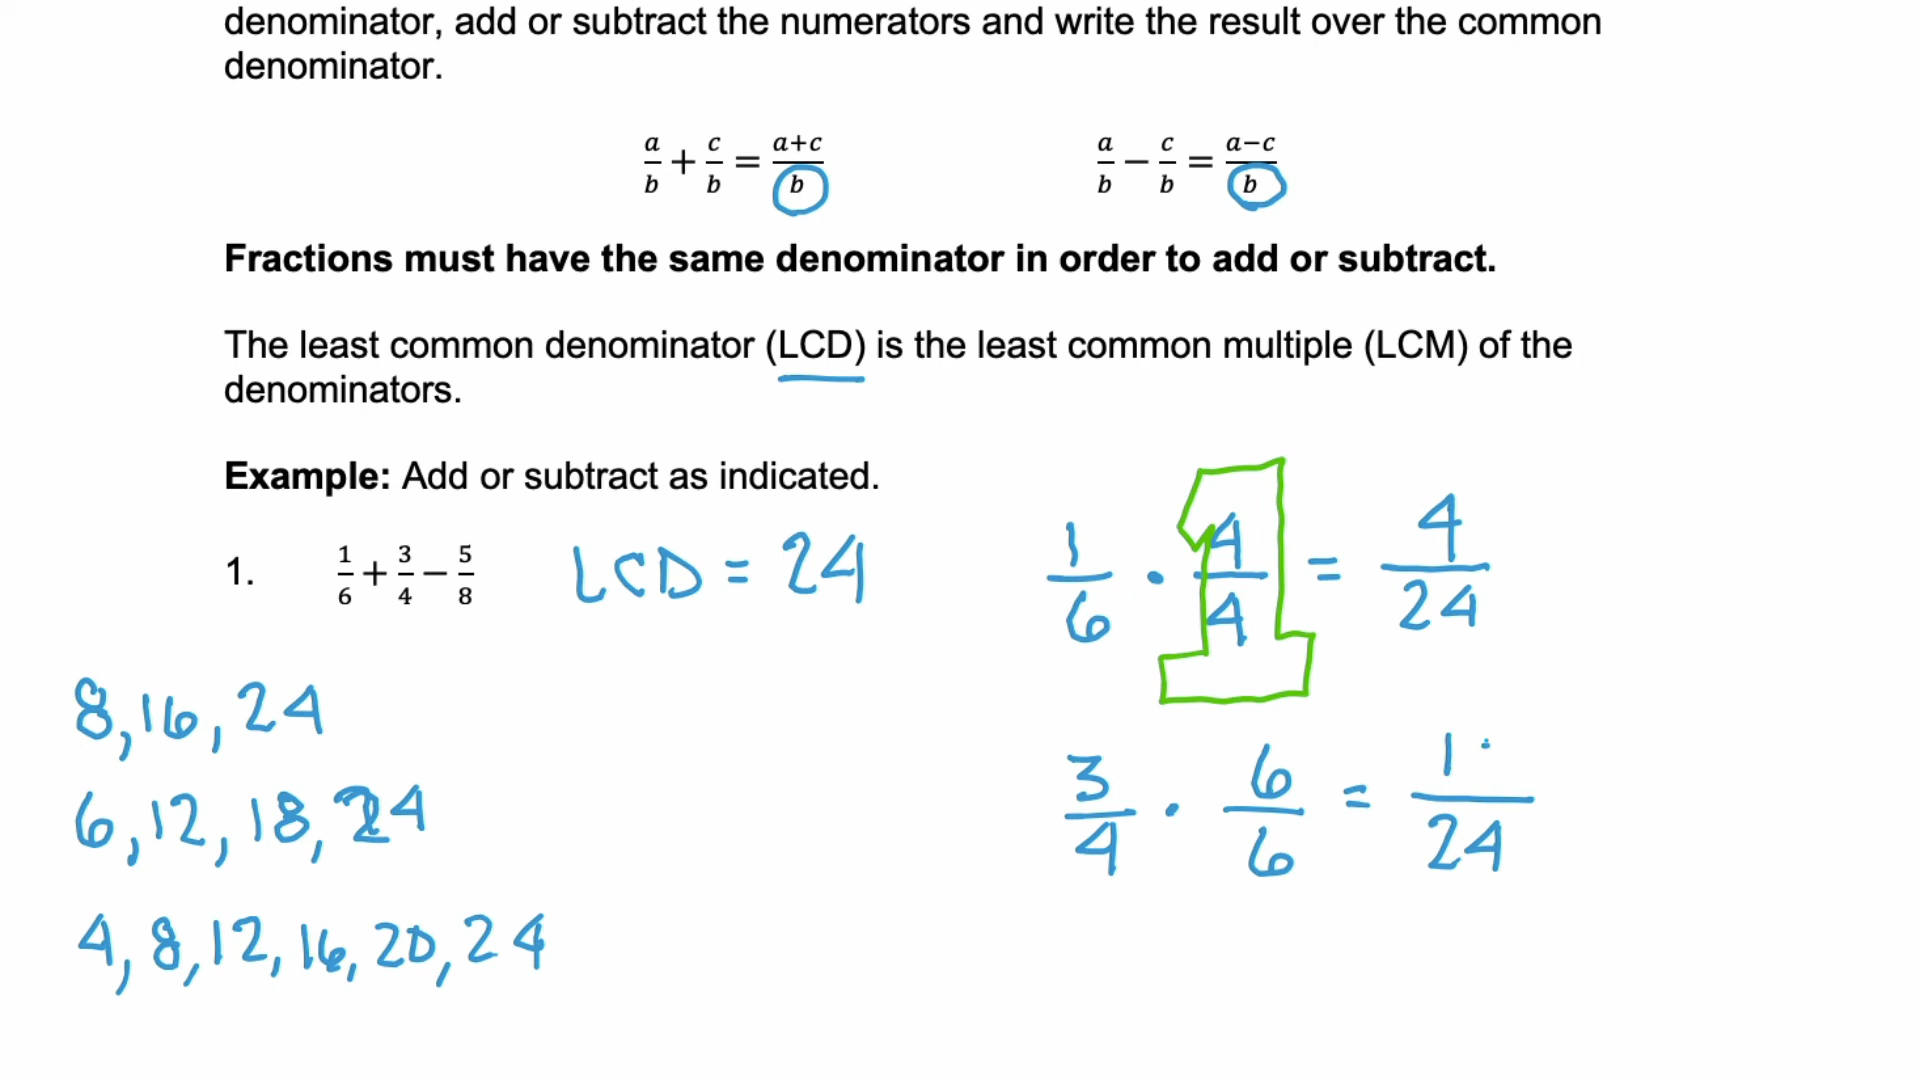 denominator, add or subtract the numerators and write the result over the common
denominator.
a/b + c/b = a+c/b
a/b − c/b = a−c/b
Fractions must have the same denominator in order to add or subtract.
The least common denominator (LCD) is the least common multiple (LCM) of the
denominators.
Example: Add or subtract as indicated.
1. 1/6 + 3/4 − 5/8
LCD = 24
1/6 · 4/4 = 4/24
8, 16, 24
6, 12, 18, 24
3/4 · 6/6 = 1/24
4, 8, 12, 16, 20, 24